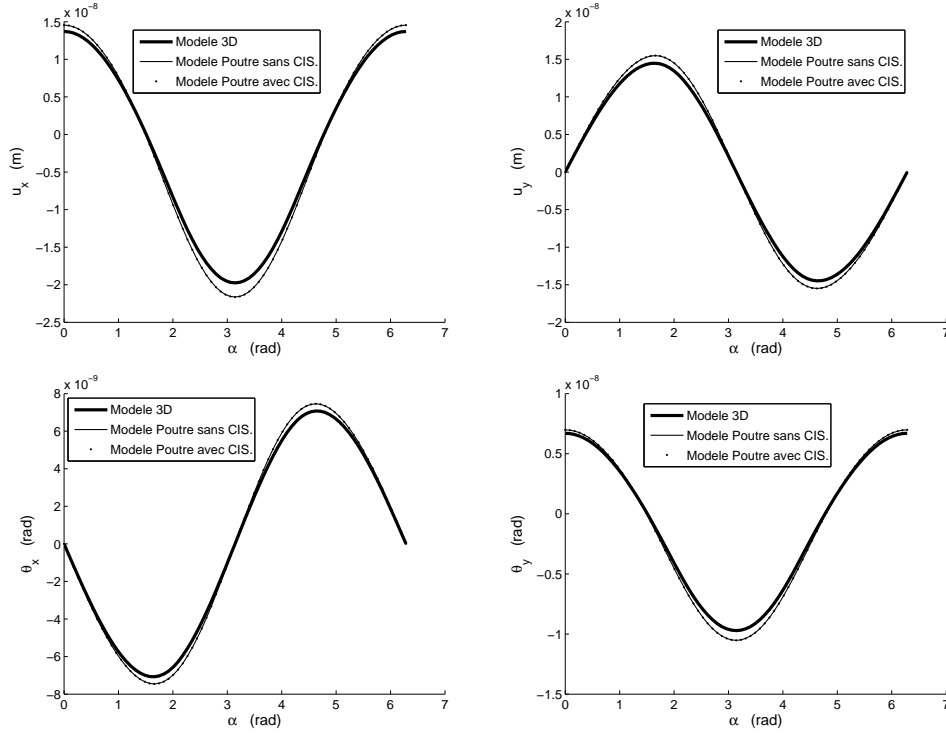 x 10⁻⁸
1.5
1
0.5
0
−0.5
−1
−1.5
−2
−2.5
u_x (m)
0 1 2 3 4 5 6 7
α (rad)
Modele 3D
Modele Poutre sans CIS.
Modele Poutre avec CIS.
x 10⁻⁸
2
1.5
1
0.5
0
−0.5
−1
−1.5
−2
u_y (m)
0 1 2 3 4 5 6 7
α (rad)
Modele 3D
Modele Poutre sans CIS.
Modele Poutre avec CIS.
x 10⁻⁹
8
6
4
2
0
−2
−4
−6
−8
θ_x (rad)
0 1 2 3 4 5 6 7
α (rad)
Modele 3D
Modele Poutre sans CIS.
Modele Poutre avec CIS.
x 10⁻⁸
1
0.5
0
−0.5
−1
−1.5
θ_y (rad)
0 1 2 3 4 5 6 7
α (rad)
Modele 3D
Modele Poutre sans CIS.
Modele Poutre avec CIS.